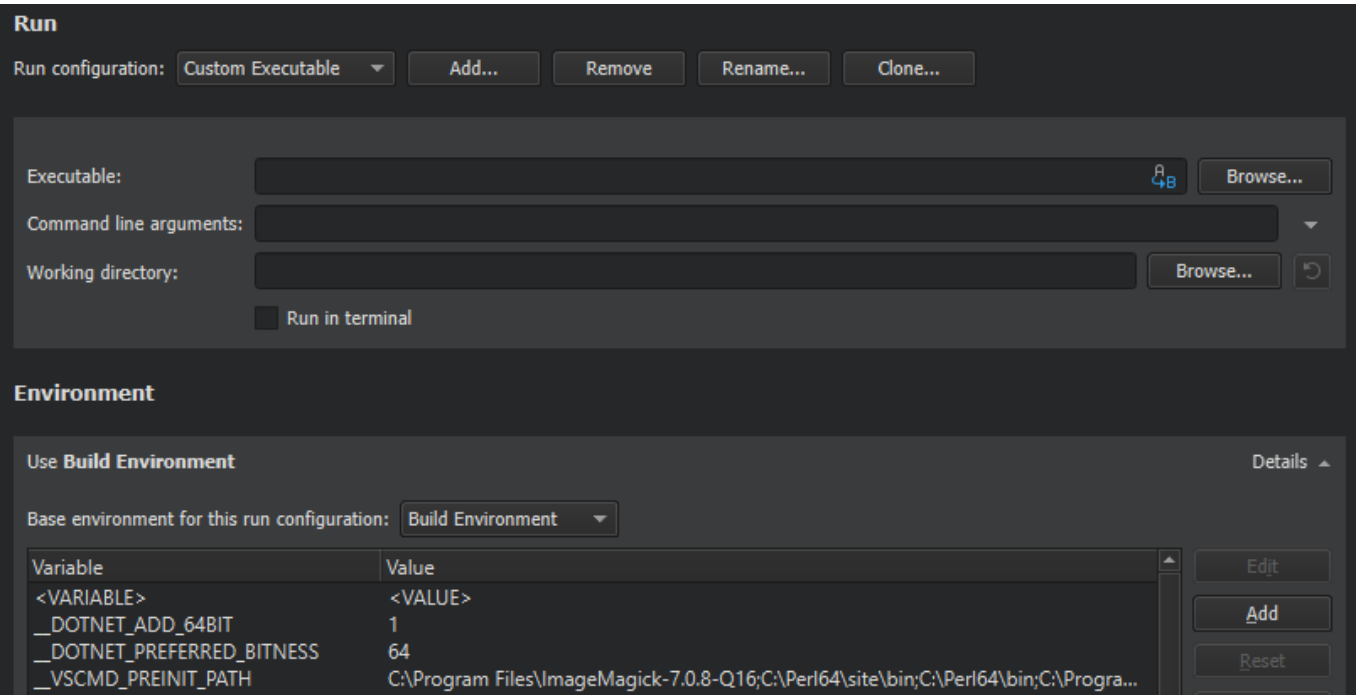 Run
Run configuration: Custom Executable Add... Remove Rename... Clone...
Executable: Browse...
Command line arguments:
Working directory: Browse...
Run in terminal
Environment
Use Build Environment Details
Base environment for this run configuration: Build Environment
Variable Value Edit
<VARIABLE> <VALUE>
__DOTNET_ADD_64BIT 1 Add
__DOTNET_PREFERRED_BITNESS 64 Reset
__VSCMD_PREINIT_PATH C:\Program Files\ImageMagick-7.0.8-Q16;C:\Perl64\site\bin;C:\Perl64\bin;C:\Progra...